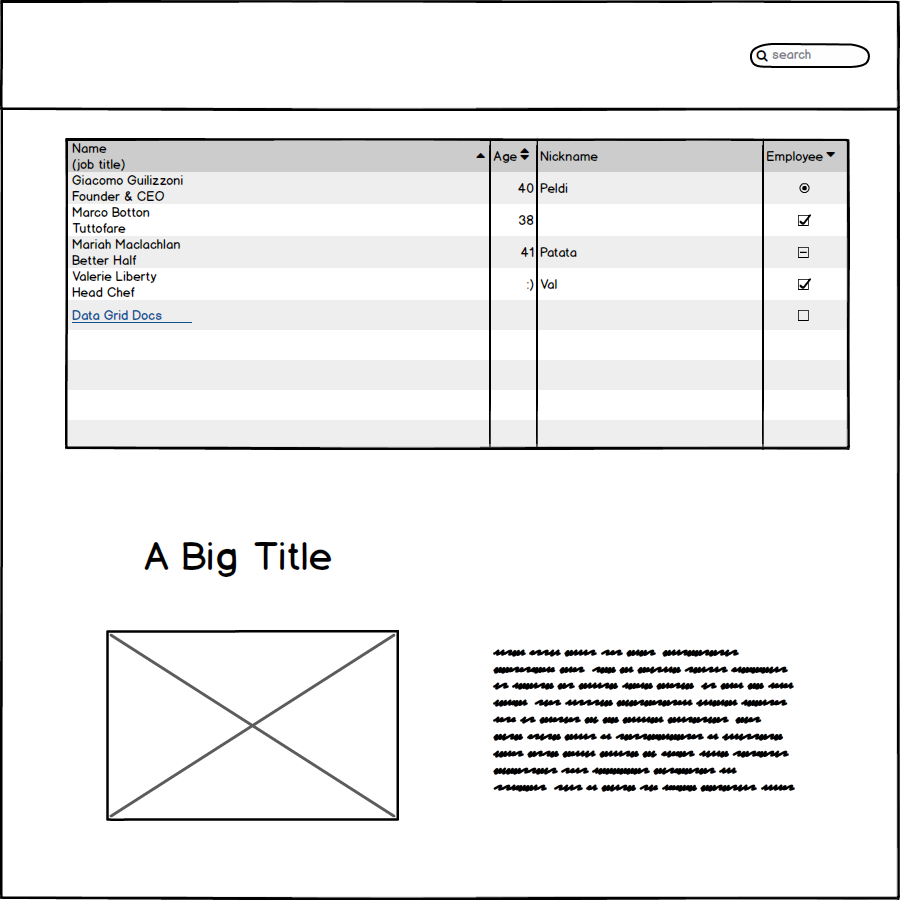 search
Name
(job title)
Age
Nickname
Employee
Giacomo Guilizzoni
Founder & CEO
40
Peldi
Marco Botton
Tuttofare
38
Mariah Maclachlan
Better Half
41
Patata
Valerie Liberty
Head Chef
:)
Val
Data Grid Docs
A Big Title